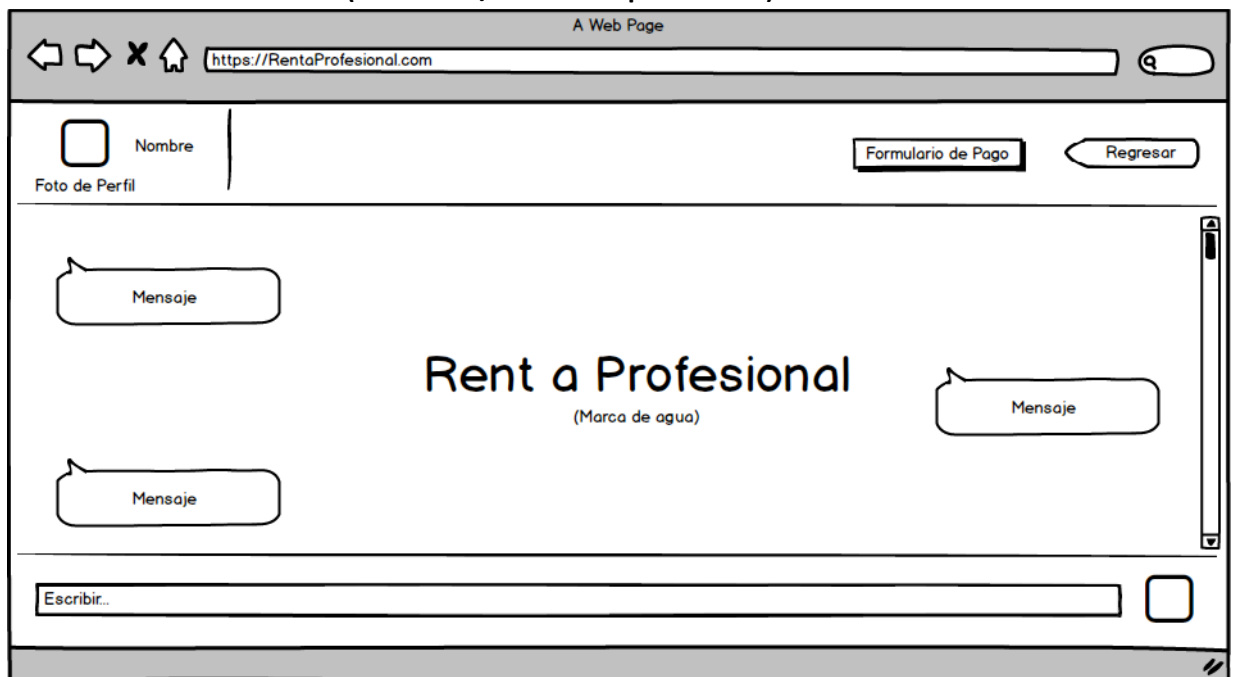 A Web Page
https://RentaProfesional.com
Nombre
Foto de Perfil
Formulario de Pago
Regresar
Mensaje
Rent a Profesional
(Marca de agua)
Mensaje
Mensaje
Escribir...